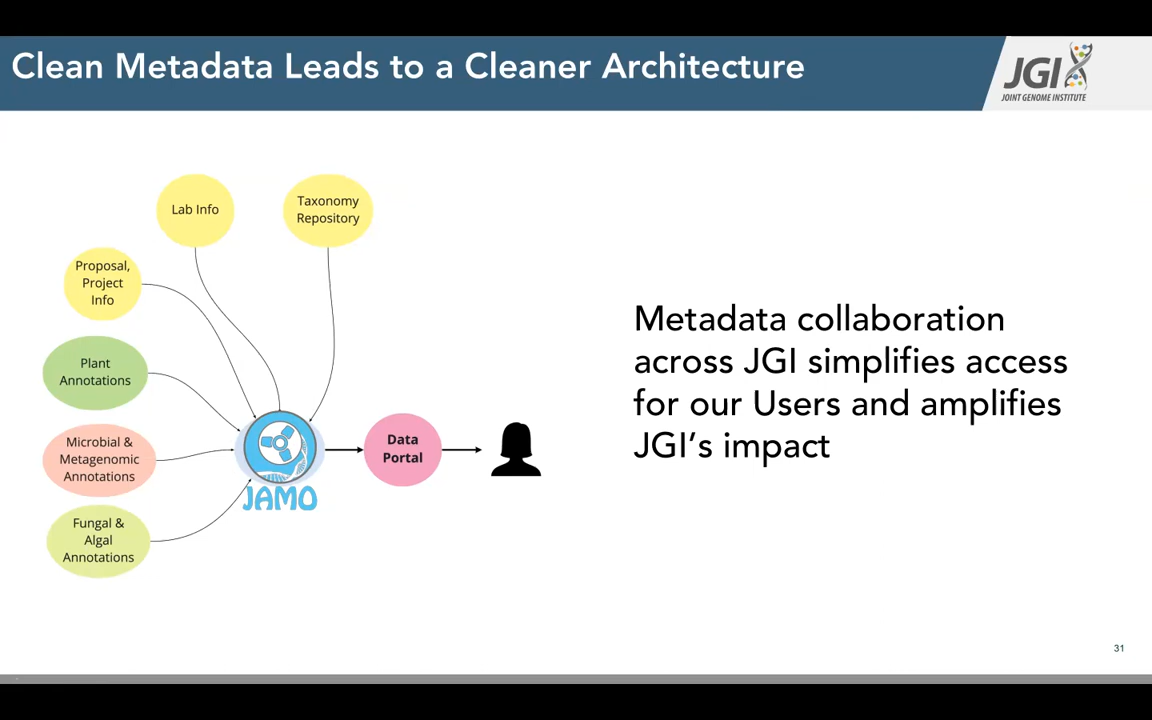 Clean Metadata Leads to a Cleaner Architecture
JGI
JOINT GENOME INSTITUTE
Lab Info
Taxonomy
Repository
Proposal,
Project
Info
Plant
Annotations
Microbial &
Metagenomic
Annotations
Fungal &
Algal
Annotations
JAMO
Data
Portal
Metadata collaboration
across JGI simplifies access
for our Users and amplifies
JGI's impact
31